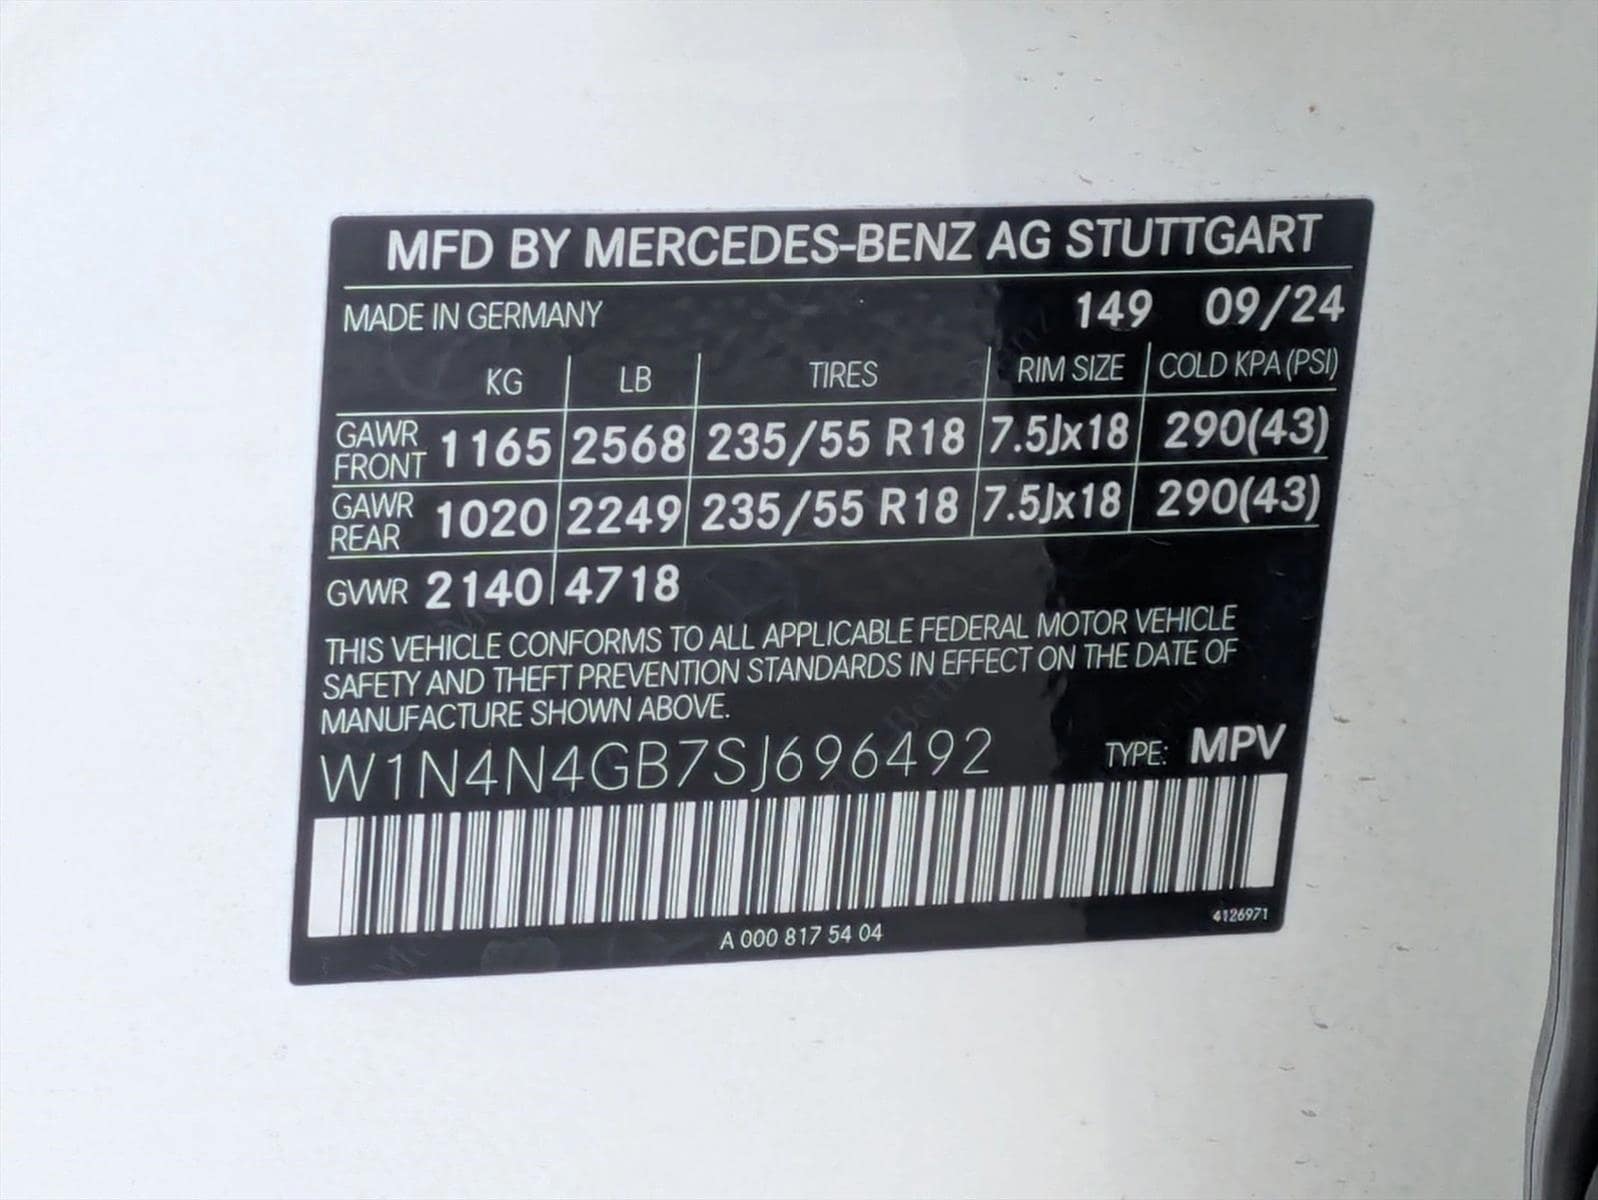 MFD BY MERCEDES-BENZ AG STUTTGART
MADE IN GERMANY 149 09/24
KG LB TIRES RIM SIZE COLD KPA (PSI)
GAWR FRONT 1165 2568 235/55 R18 7.5Jx18 290(43)
GAWR REAR 1020 2249 235/55 R18 7.5Jx18 290(43)
GVWR 2140 4718
THIS VEHICLE CONFORMS TO ALL APPLICABLE FEDERAL MOTOR VEHICLE
SAFETY AND THEFT PREVENTION STANDARDS IN EFFECT ON THE DATE OF
MANUFACTURE SHOWN ABOVE.
W1N4N4GB7SJ696492 TYPE: MPV
A 000 817 54 04
4126971